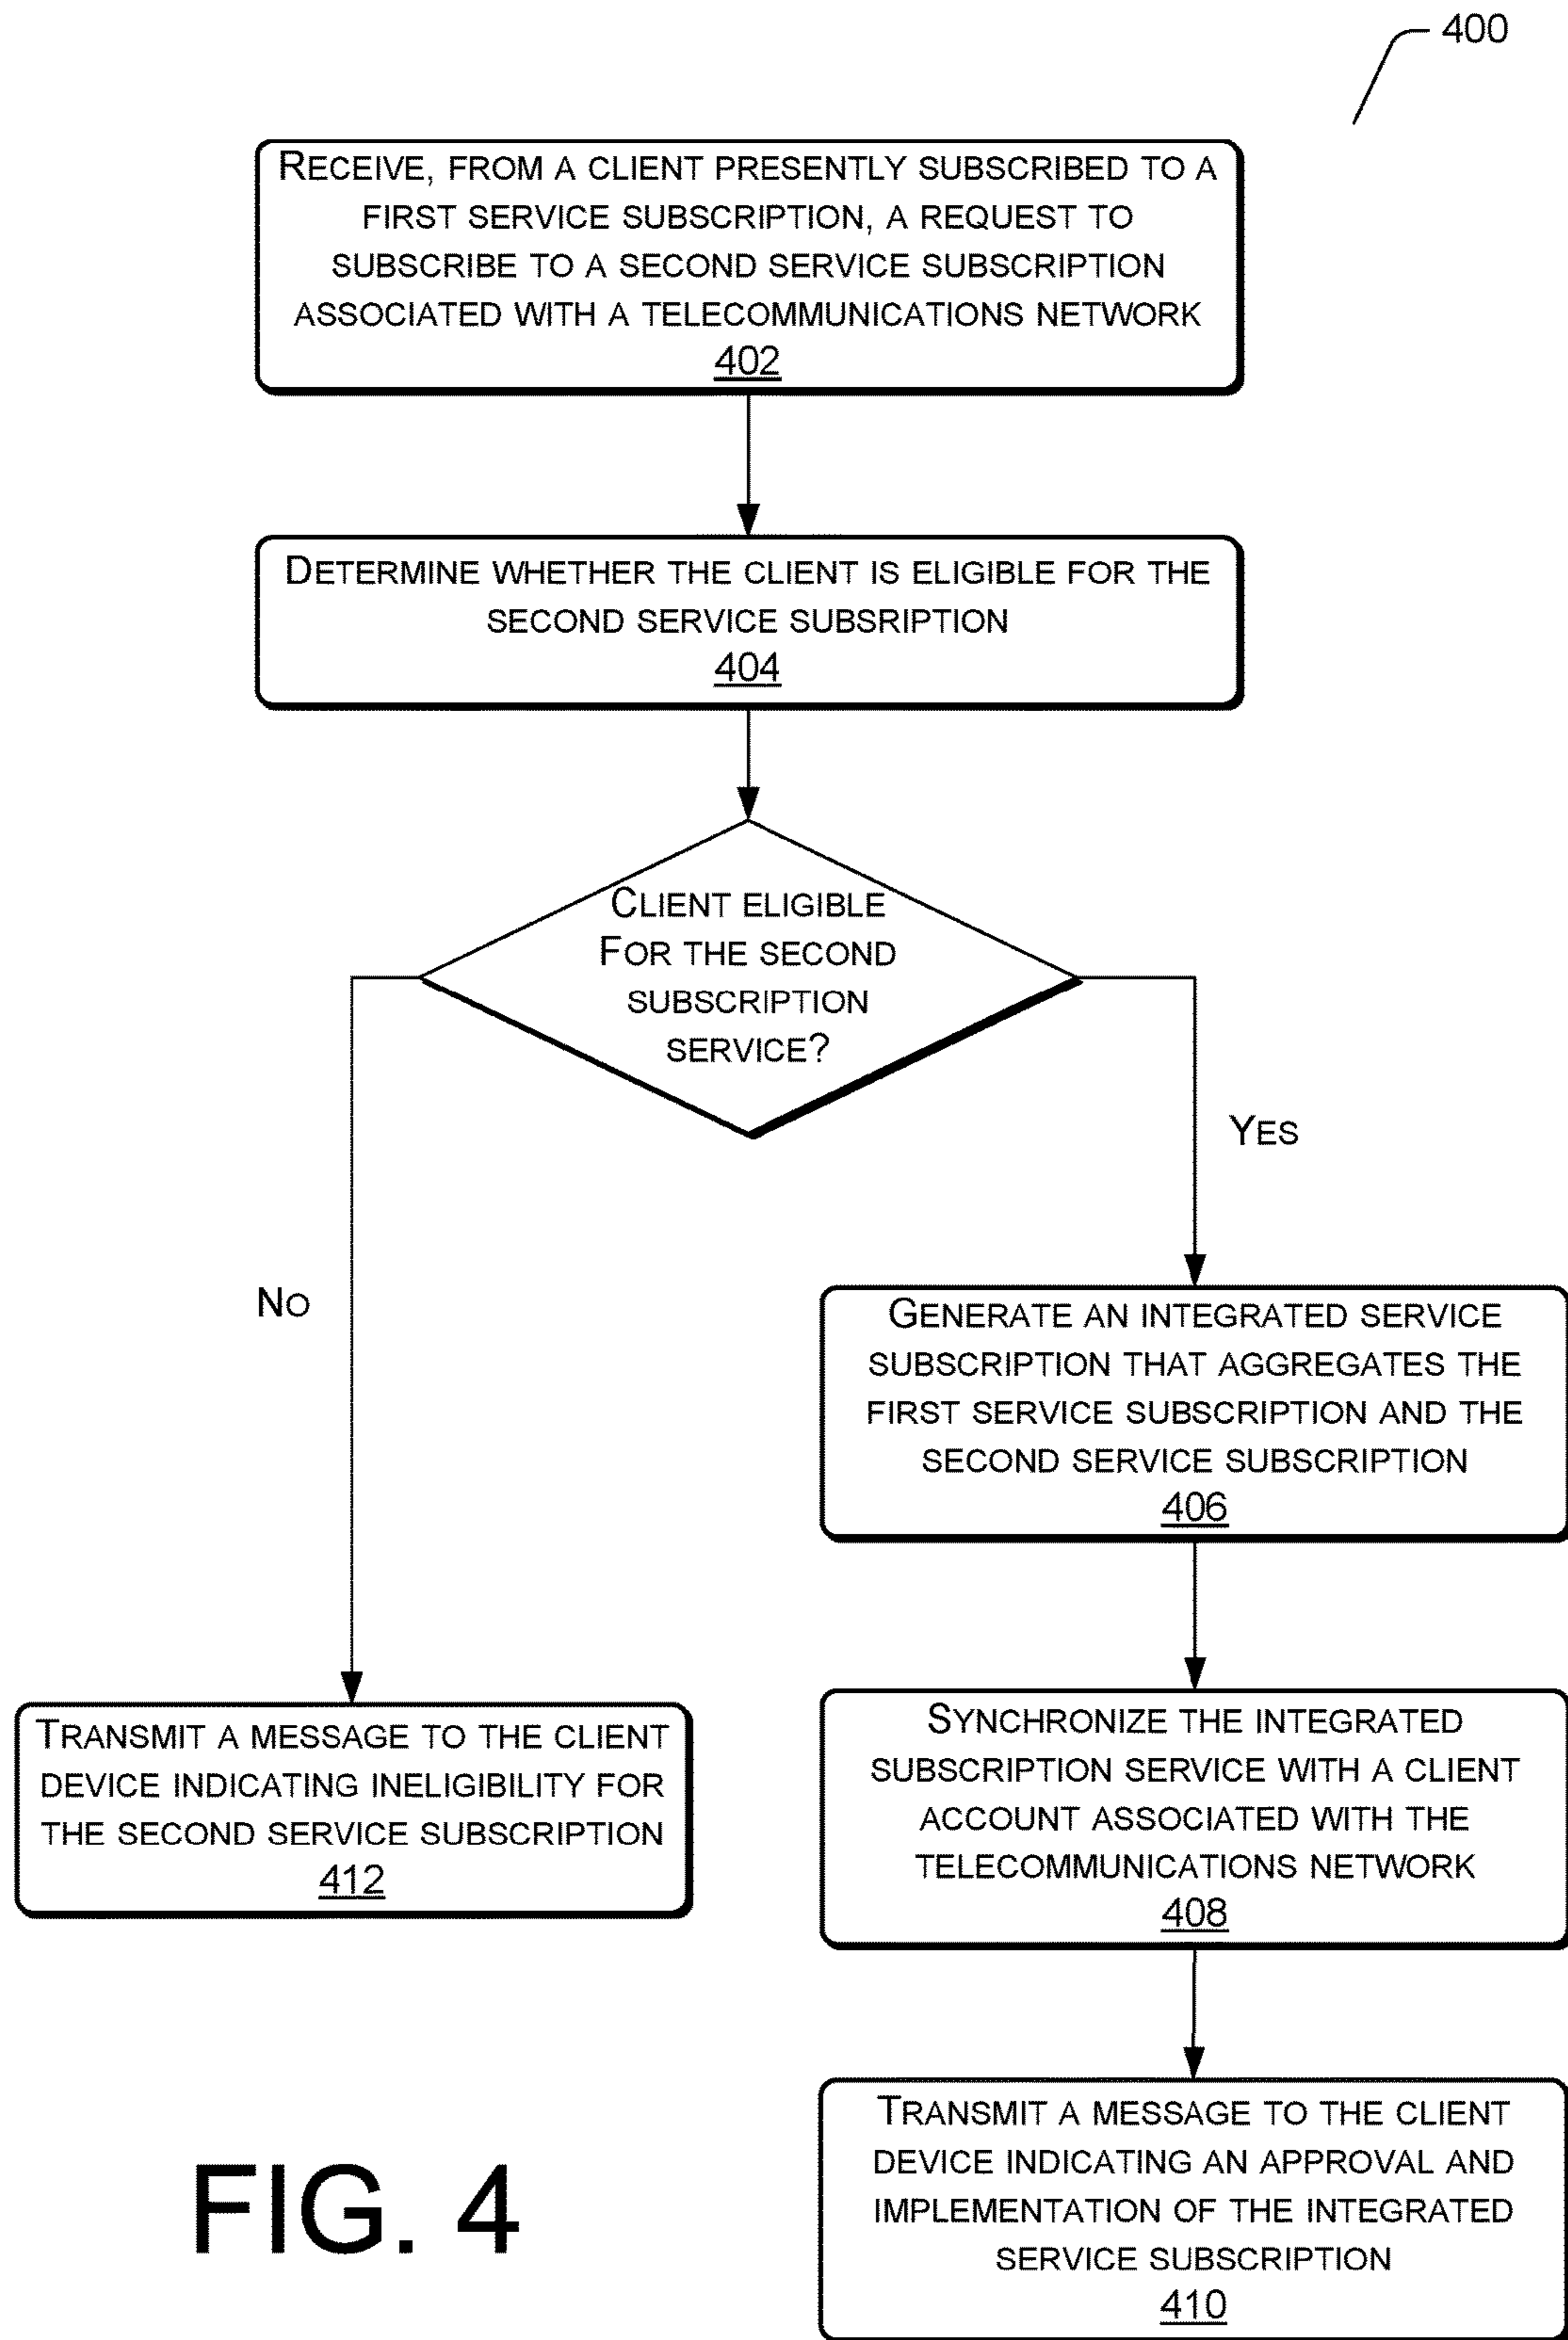 400
RECEIVE, FROM A CLIENT PRESENTLY SUBSCRIBED TO A
FIRST SERVICE SUBSCRIPTION, A REQUEST TO
SUBSCRIBE TO A SECOND SERVICE SUBSCRIPTION
ASSOCIATED WITH A TELECOMMUNICATIONS NETWORK
402
DETERMINE WHETHER THE CLIENT IS ELIGIBLE FOR THE
SECOND SERVICE SUBSRIPTION
404
CLIENT ELIGIBLE
FOR THE SECOND
SUBSCRIPTION
SERVICE?
YES
NO
GENERATE AN INTEGRATED SERVICE
SUBSCRIPTION THAT AGGREGATES THE
FIRST SERVICE SUBSCRIPTION AND THE
SECOND SERVICE SUBSCRIPTION
406
TRANSMIT A MESSAGE TO THE CLIENT
DEVICE INDICATING INELIGIBILITY FOR
THE SECOND SERVICE SUBSCRIPTION
412
SYNCHRONIZE THE INTEGRATED
SUBSCRIPTION SERVICE WITH A CLIENT
ACCOUNT ASSOCIATED WITH THE
TELECOMMUNICATIONS NETWORK
408
TRANSMIT A MESSAGE TO THE CLIENT
DEVICE INDICATING AN APPROVAL AND
IMPLEMENTATION OF THE INTEGRATED
SERVICE SUBSCRIPTION
410
FIG. 4